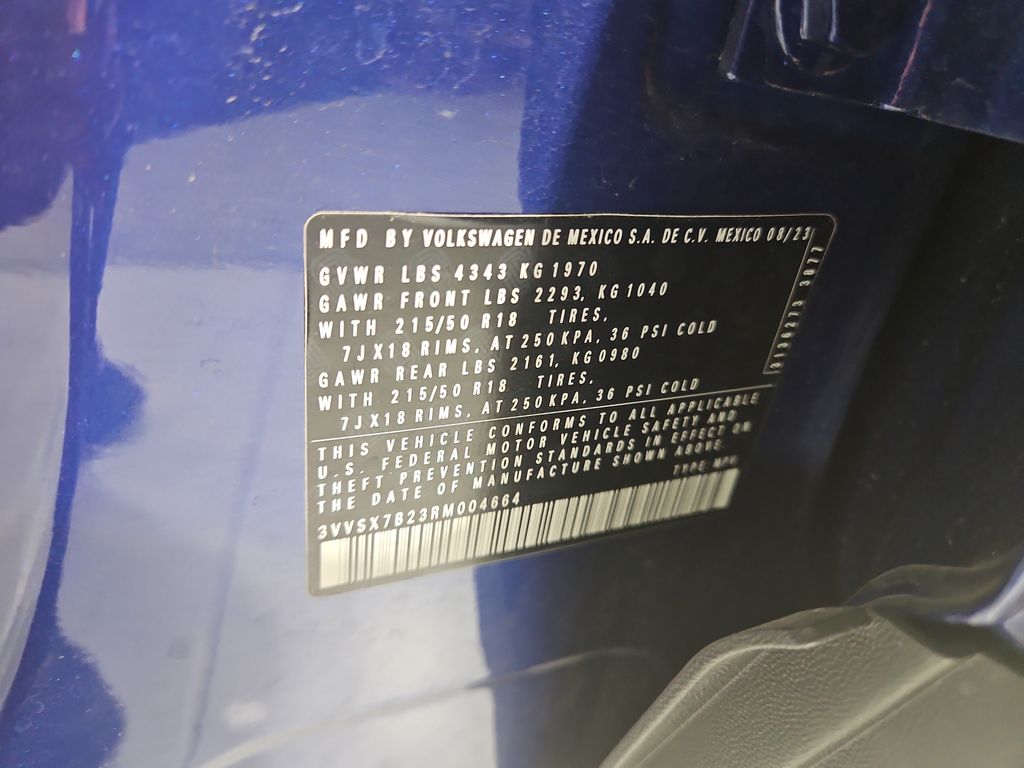 MFD BY VOLKSWAGEN DE MEXICO S.A. DE C.V. MEXICO 08/23
GVWR LBS 4343 KG 1970
GAWR FRONT LBS 2293, KG 1040
WITH 215/50 R18 TIRES,
7JX18 RIMS, AT 250 KPA, 36 PSI COLD
GAWR REAR LBS 2161, KG 0980
WITH 215/50 R18 TIRES,
7JX18 RIMS, AT 250 KPA, 36 PSI COLD
THIS VEHICLE CONFORMS TO ALL APPLICABLE
U.S. FEDERAL MOTOR VEHICLE SAFETY AND
THEFT PREVENTION STANDARDS IN EFFECT ON
THE DATE OF MANUFACTURE SHOWN ABOVE.
TYPE: MPV
3VVSX7B23RM004664